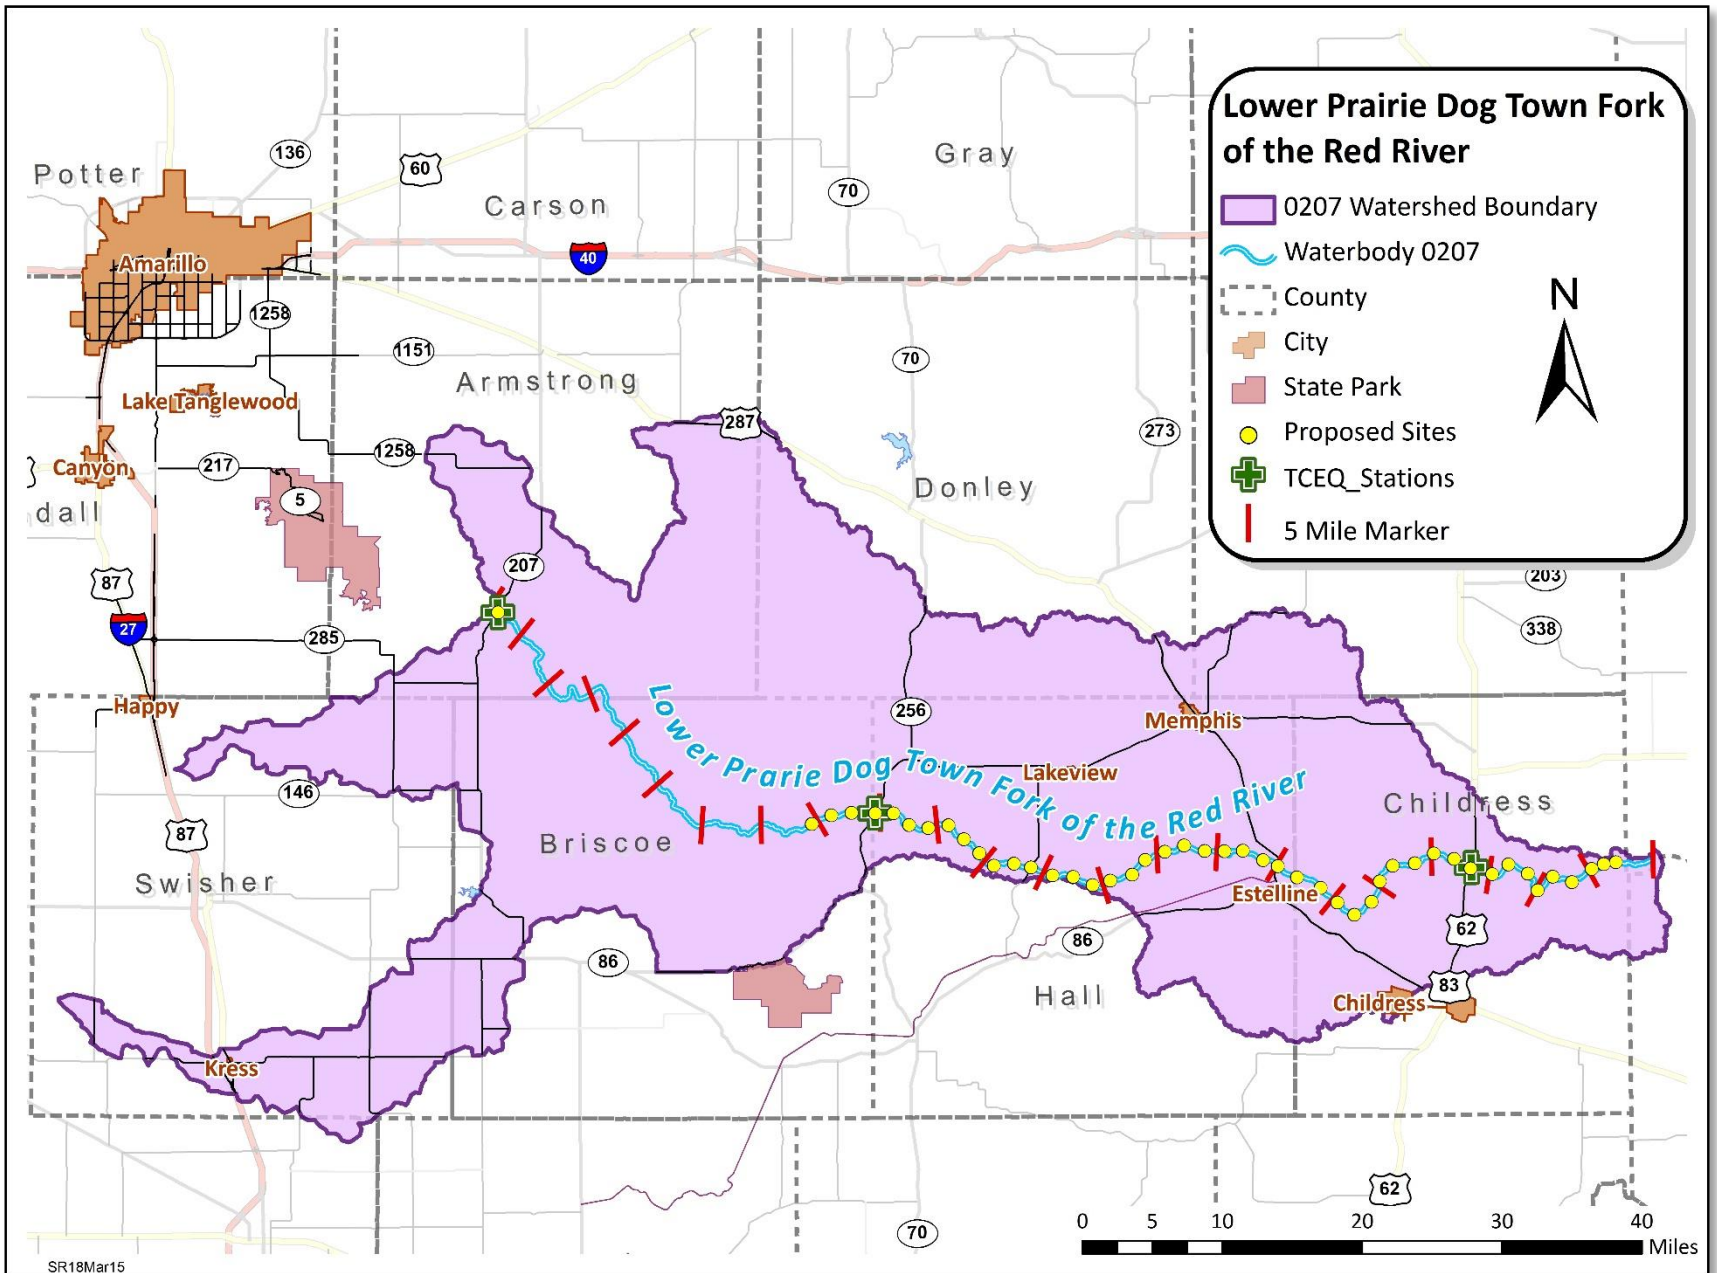 Lower Prairie Dog Town Fork
of the Red River
0207 Watershed Boundary
Waterbody 0207
County
City
State Park
Proposed Sites
TCEQ_Stations
5 Mile Marker
N
Potter
136
60
Carson
70
Gray
40
Amarillo
1258
1151
Armstrong
70
Lake Tanglewood
287
273
1258
Canyon
217
5
Donley
dall
207
87
203
27
285
338
Happy
256
Memphis
Lower Prarie Dog Town Fork of the Red River
Lakeview
146
Childress
87
Briscoe
Swisher
Estelline
62
86
86
83
Hall
Childress
Kress
62
70
0 5 10 20 30 40
Miles
SR18Mar15